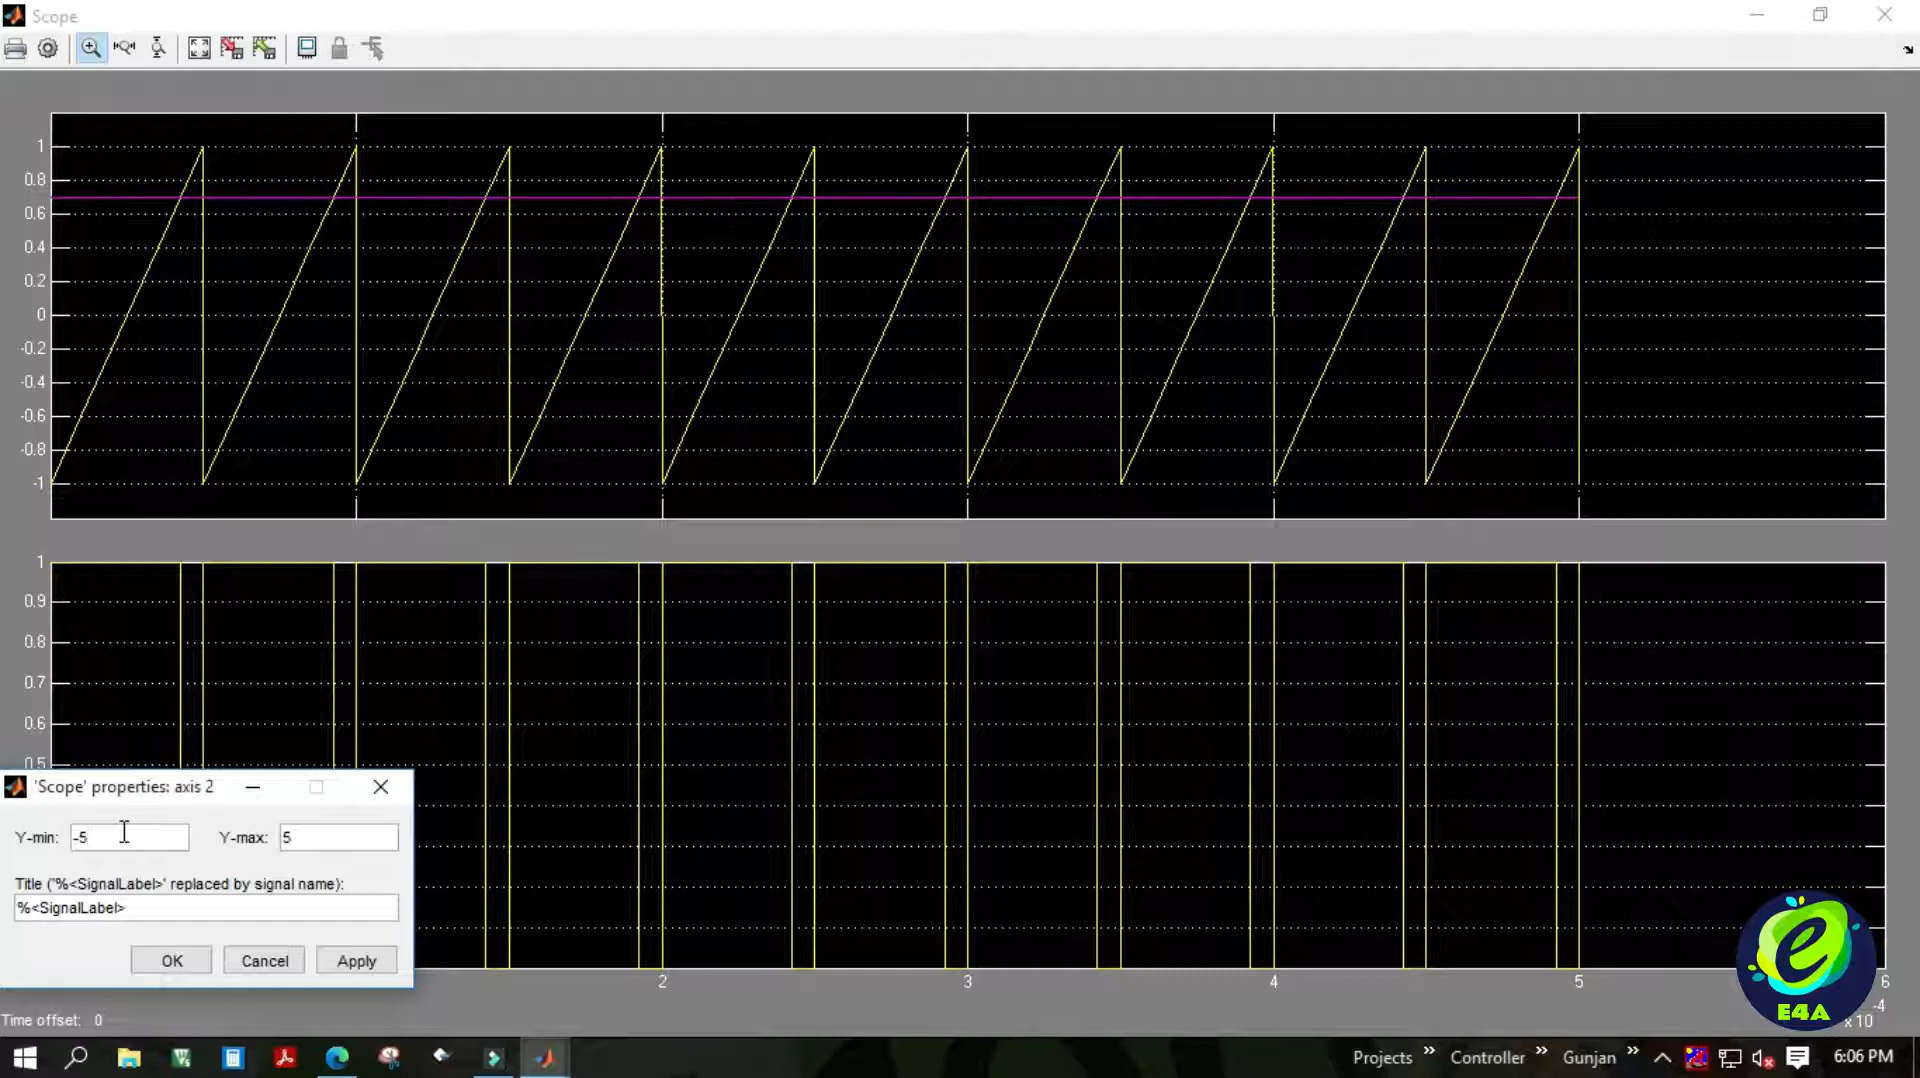 Scope
1
0.8
0.6
0.4
0.2
0
-0.2
-0.4
-0.6
-0.8
-1
1
0.9
0.8
0.7
0.6
0.5
'Scope' properties: axis 2
Y-min: -5 Y-max: 5
Title ('%<SignalLabel>' replaced by signal name):
%<SignalLabel>
OK Cancel Apply
2 3 4 5 6
x 10 -4
Time offset: 0
E4A
Projects » Controller » Gunjan » 6:06 PM